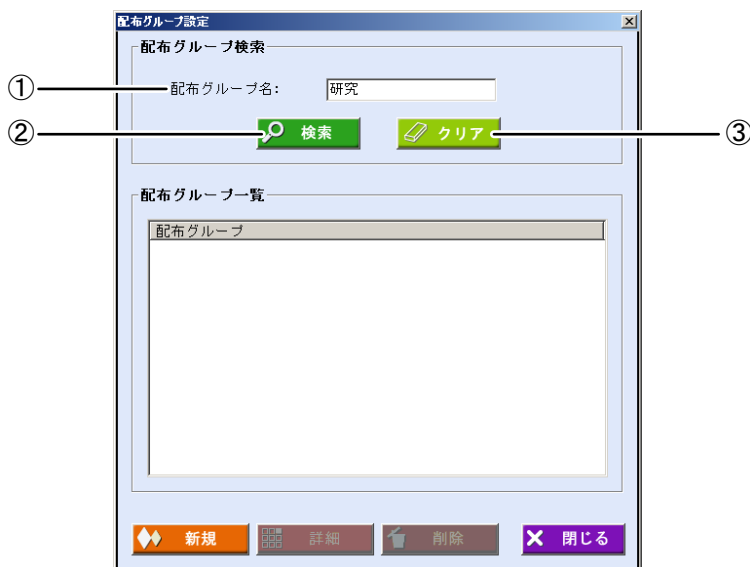 配布グループ設定
配布グループ検索
① 配布グループ名: 研究
② 検索 クリア ③
配布グループ一覧
配布グループ
新規 詳細 削除 閉じる